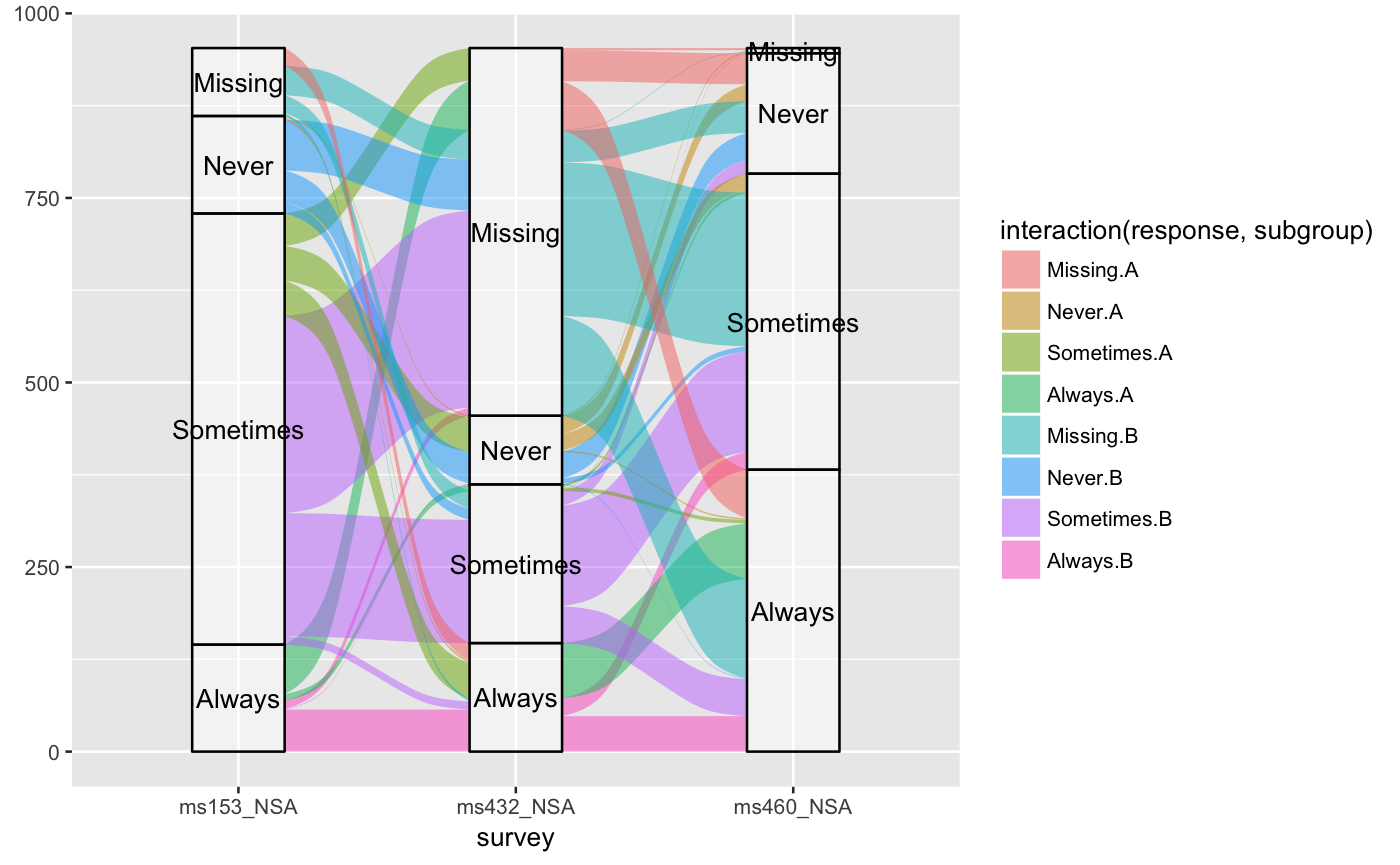 1000
750
500
250
0
Missing
Never
Sometimes
Always
Missing
Never
Sometimes
Always
Missing
Never
Sometimes
Always
ms153_NSA
ms432_NSA
ms460_NSA
survey
interaction(response, subgroup)
Missing.A
Never.A
Sometimes.A
Always.A
Missing.B
Never.B
Sometimes.B
Always.B